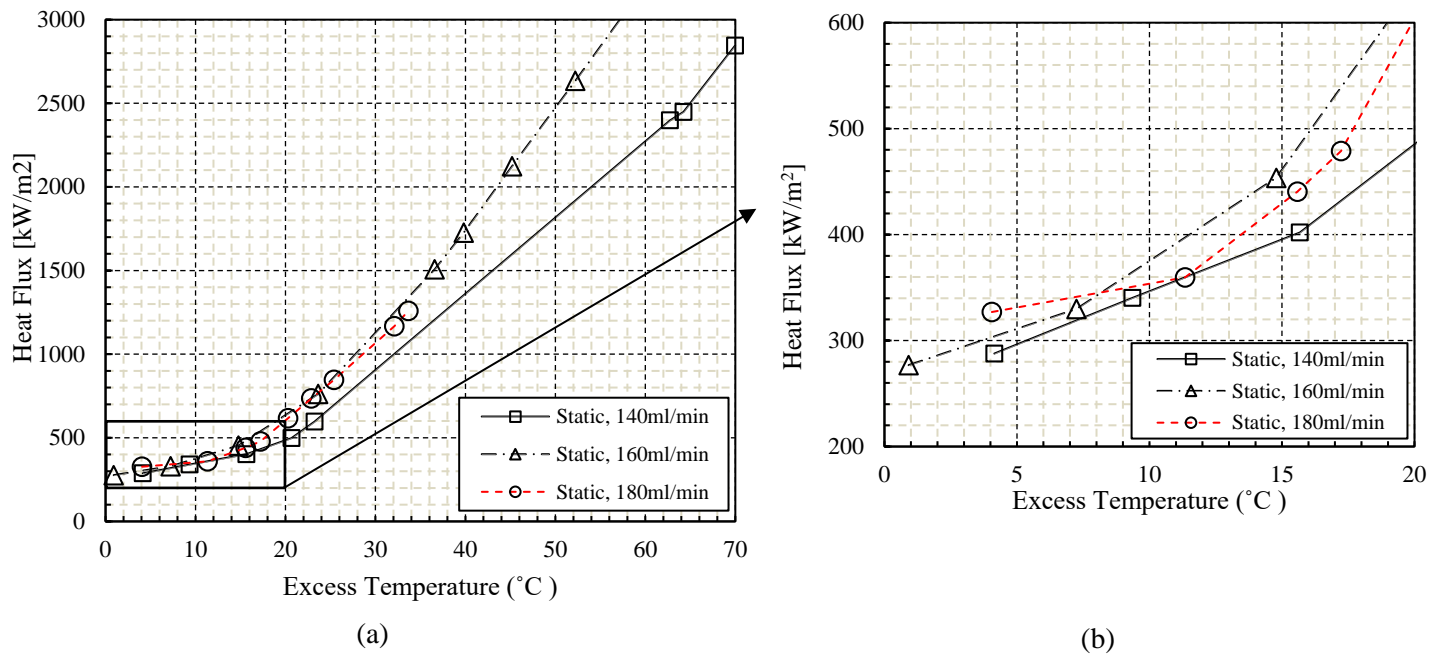 3000
2500
2000
1500
1000
500
0
Heat Flux [kW/m2]
0 10 20 30 40 50 60 70
Excess Temperature (˚C )
Static, 140ml/min
Static, 160ml/min
Static, 180ml/min
(a)
600
500
400
300
200
Heat Flux [kW/m²]
0 5 10 15 20
Excess Temperature (˚C )
Static, 140ml/min
Static, 160ml/min
Static, 180ml/min
(b)